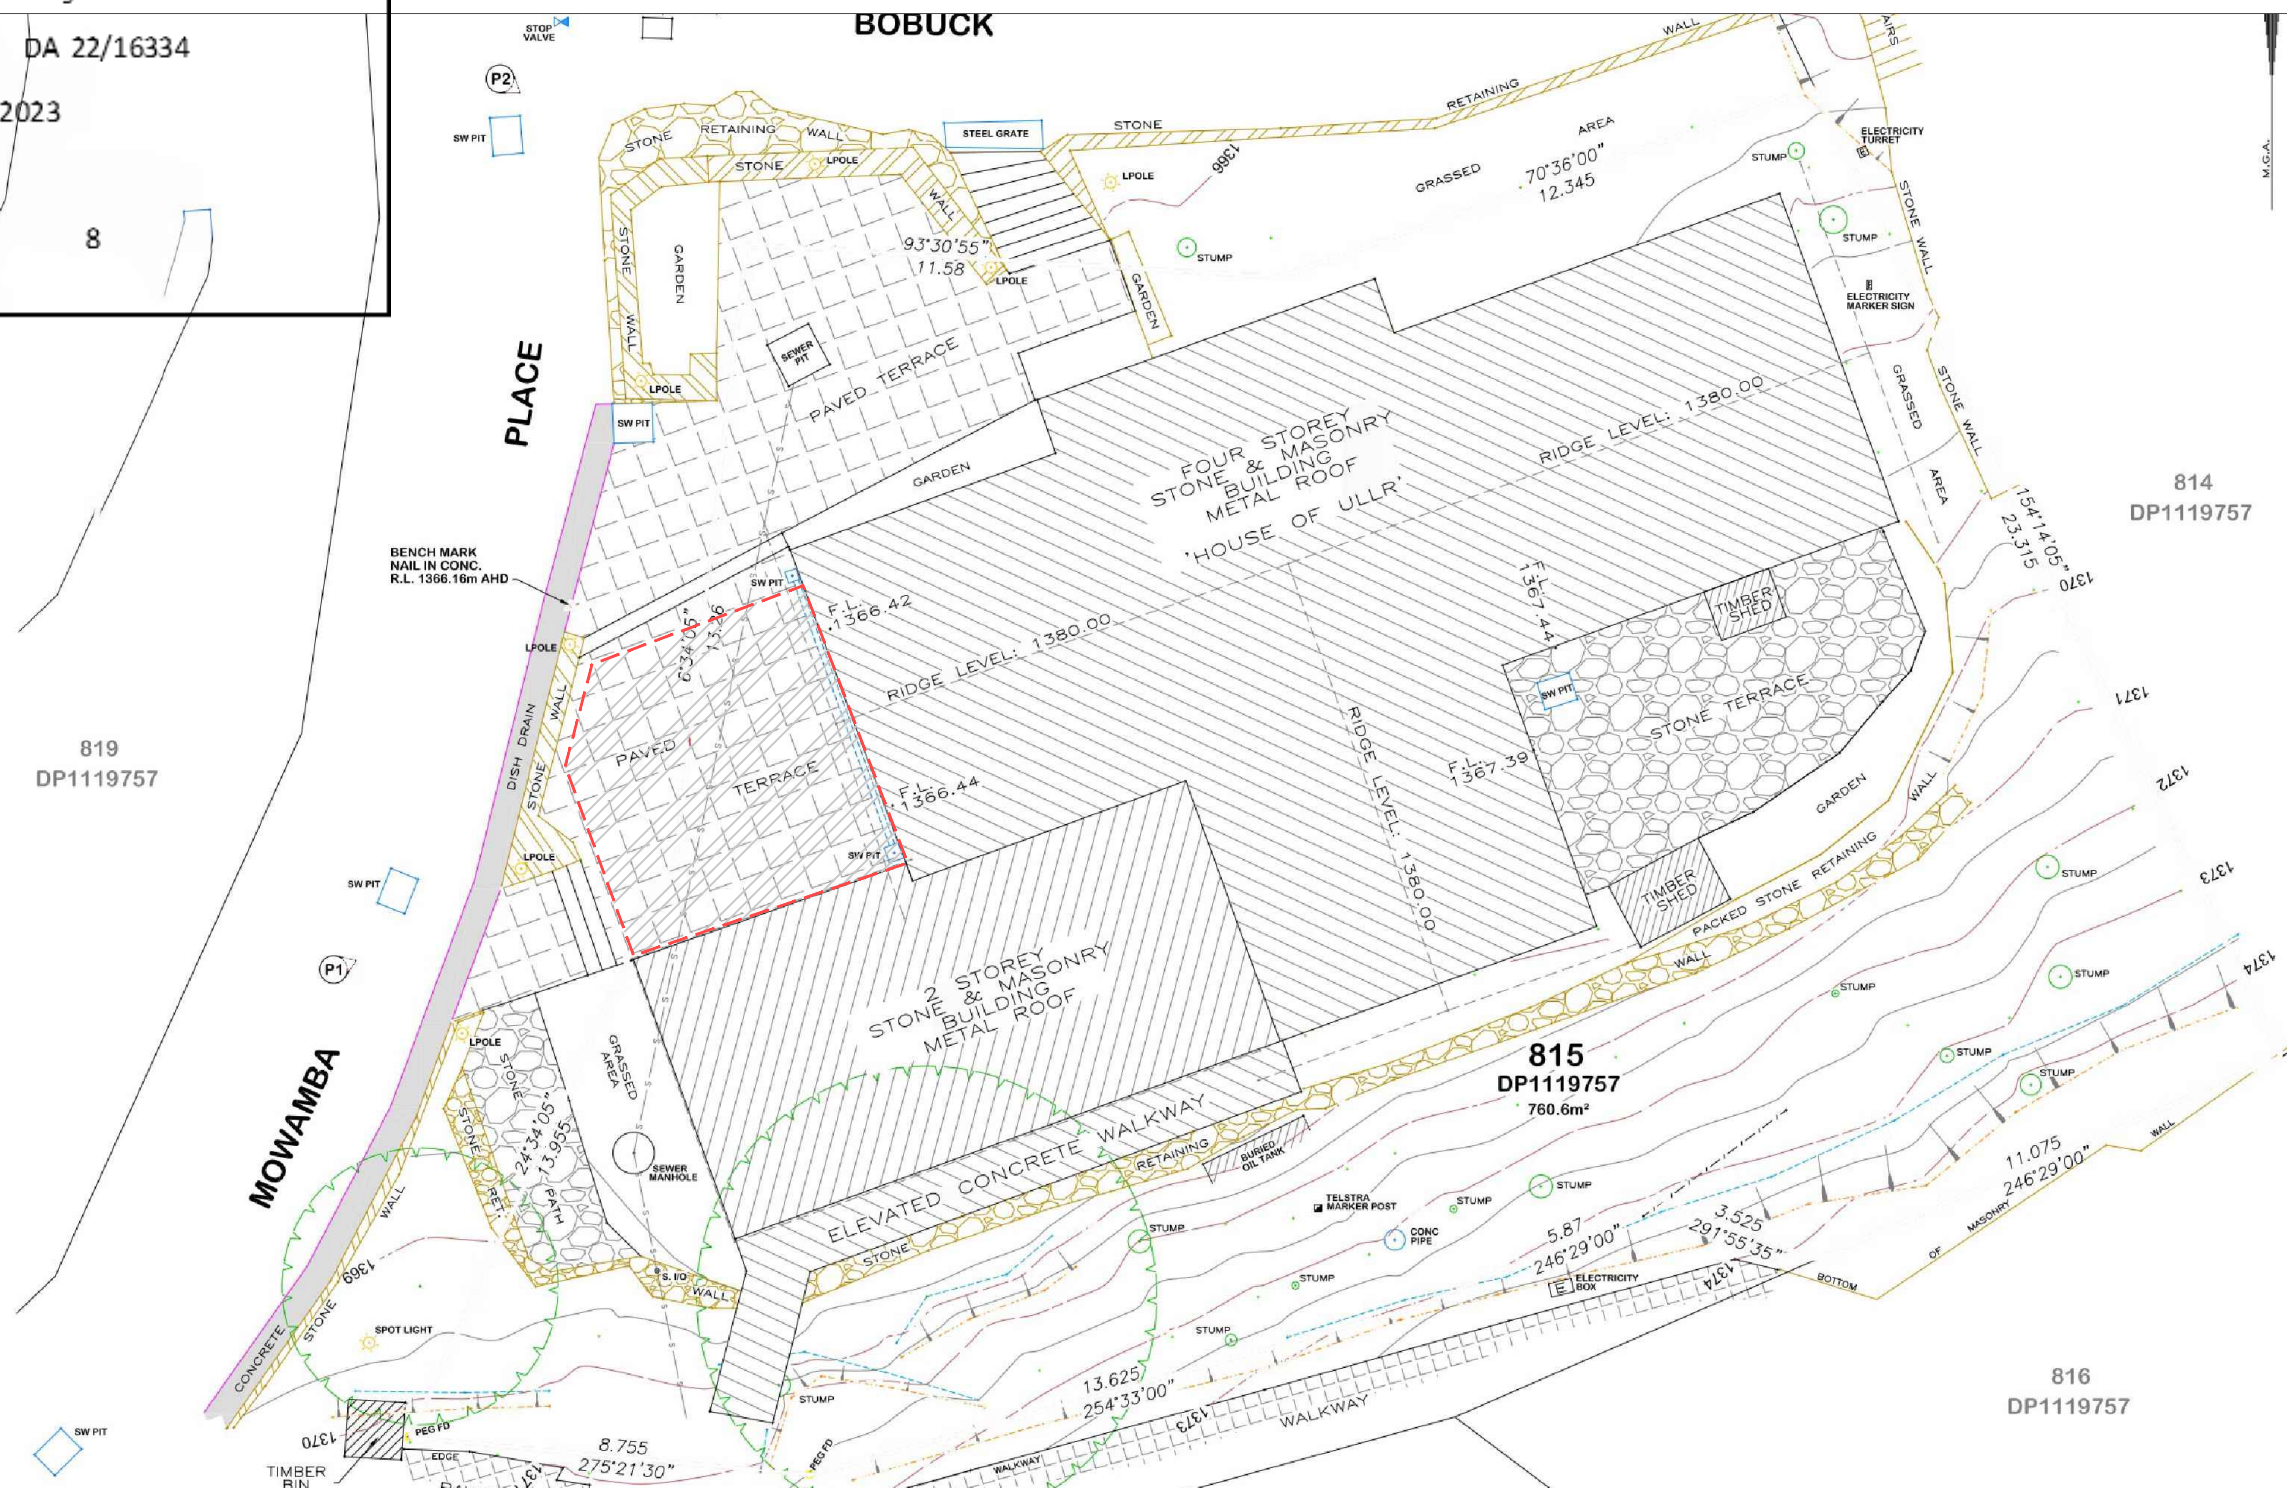 DA 22/16334
2023
8
STOP
VALVE
BOBUCK
P2
SW PIT
STONE RETAINING WALL
STONE
LPOLE
STEEL GRATE
STONE
RETAINING
WALL
AREA
GRASSED
70°36'00"
12.345
1366
LPOLE
STUMP
STUMP
ELECTRICITY
TURRET
M.G.A.
STONE WALL
STUMP
ELECTRICITY
MARKER SIGN
WALL
93°30'55"
11.58
LPOLE
GARDEN
STONE
WALL
GARDEN
LPOLE
SW PIT
SEWER
PIT
PAVED TERRACE
PLACE
GARDEN
FOUR STOREY
STONE & MASONRY
BUILDING
METAL ROOF
'HOUSE OF ULLR'
RIDGE LEVEL: 1380.00
GRASSED
AREA
STONE WALL
814
DP1119757
154°14'05"
23.315
1370
BENCH MARK
NAIL IN CONC.
R.L. 1366.16m AHD
SW PIT
6°34'05"
13.26
F.L.
1366.42
RIDGE LEVEL: 1380.00
F.L.
1367.44
TIMBER
SHED
SW PIT
STONE TERRACE
LPOLE
WALL
STONE
DISH DRAIN
PAVED
TERRACE
F.L.
1366.44
SW PIT
RIDGE LEVEL: 1380.00
F.L.
1367.39
1371
1372
819
DP1119757
GARDEN
WALL
LPOLE
SW PIT
TIMBER
SHED
PACKED STONE RETAINING
WALL
STUMP
1373
P1
2 STOREY
STONE & MASONRY
BUILDING
METAL ROOF
STUMP
STUMP
1374
815
DP1119757
760.6m²
STUMP
STUMP
MOWAMBA
LPOLE
STONE
PATH
GRASSED
AREA
24°34'05"
13.955
STONE
RET.
SEWER
MANHOLE
ELEVATED CONCRETE WALKWAY
STONE
RETAINING
BURIED
OIL TANK
TELSTRA
MARKER POST
STUMP
STUMP
STUMP
CONC
PIPE
11.075
246°29'00"
WALL
MASONRY
OF
BOTTOM
5.87
246°29'00"
3.525
291°55'35"
1374
WALL
1369
S. I/O
WALL
STUMP
E
ELECTRICITY
BOX
CONCRETE
STONE
SPOT LIGHT
STUMP
STUMP
13.625
254°33'00"
1373
WALKWAY
WALKWAY
816
DP1119757
SW PIT
1370
PEG FD
EDGE
TIMBER
BIN
8.755
275°21'30"
PEG FD